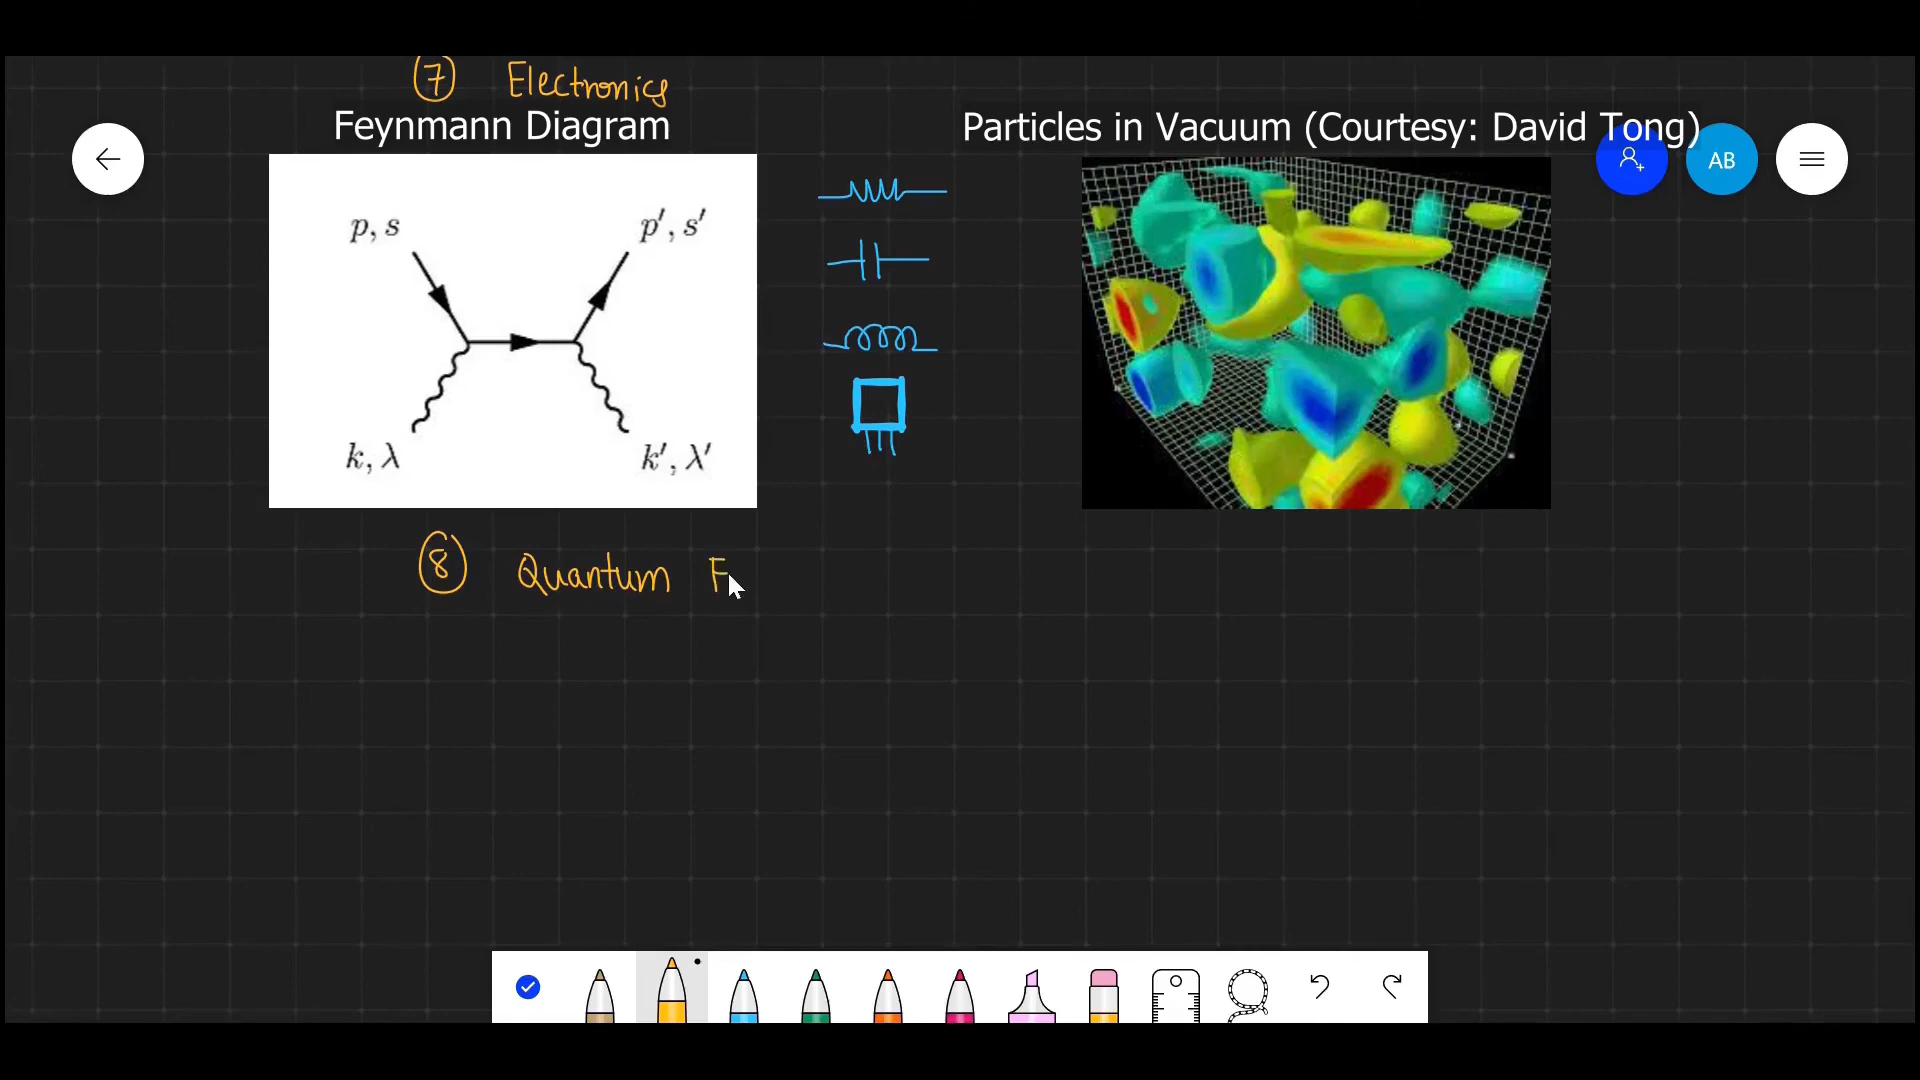 ⑦ Electronics
Feynmann Diagram
Particles in Vacuum (Courtesy: David Tong)
AB
p, s
p′, s′
k, λ
k′, λ′
⑧ Quantum F